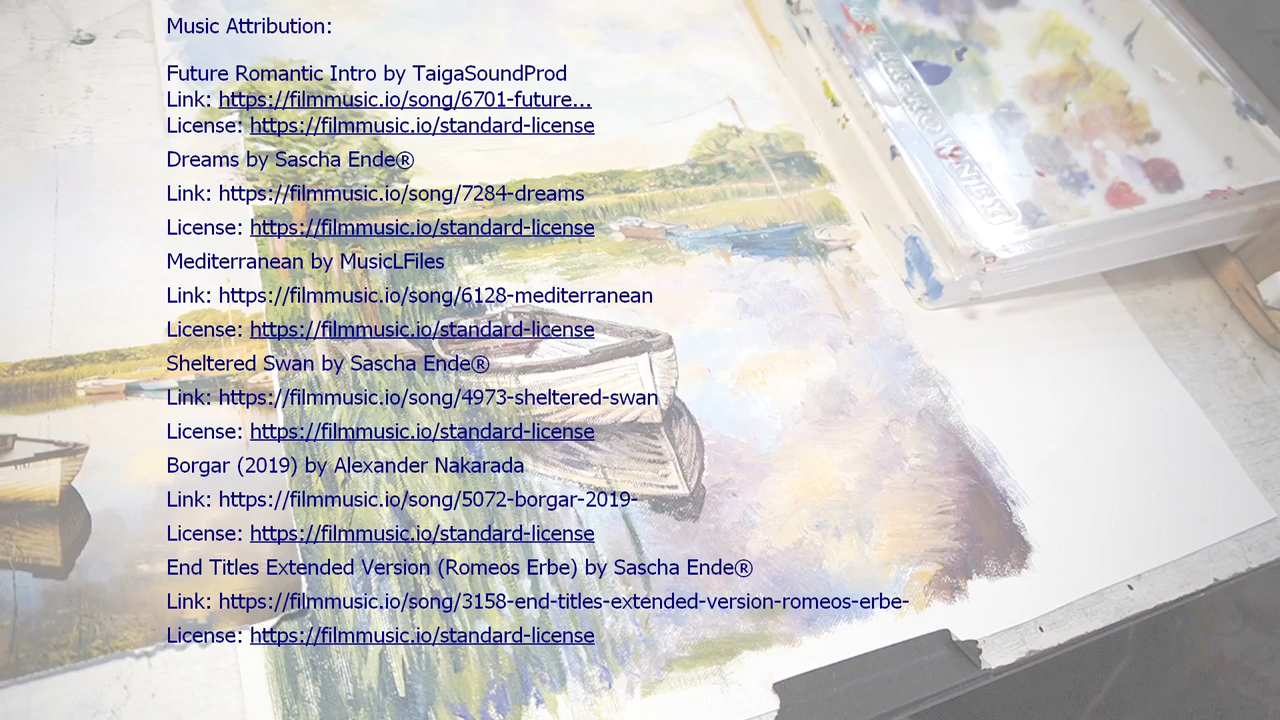 Music Attribution:
Future Romantic Intro by TaigaSoundProd
Link: https://filmmusic.io/song/6701-future...
License: https://filmmusic.io/standard-license
Dreams by Sascha Ende®
Link: https://filmmusic.io/song/7284-dreams
License: https://filmmusic.io/standard-license
Mediterranean by MusicLFiles
Link: https://filmmusic.io/song/6128-mediterranean
License: https://filmmusic.io/standard-license
Sheltered Swan by Sascha Ende®
Link: https://filmmusic.io/song/4973-sheltered-swan
License: https://filmmusic.io/standard-license
Borgar (2019) by Alexander Nakarada
Link: https://filmmusic.io/song/5072-borgar-2019-
License: https://filmmusic.io/standard-license
End Titles Extended Version (Romeos Erbe) by Sascha Ende®
Link: https://filmmusic.io/song/3158-end-titles-extended-version-romeos-erbe-
License: https://filmmusic.io/standard-license